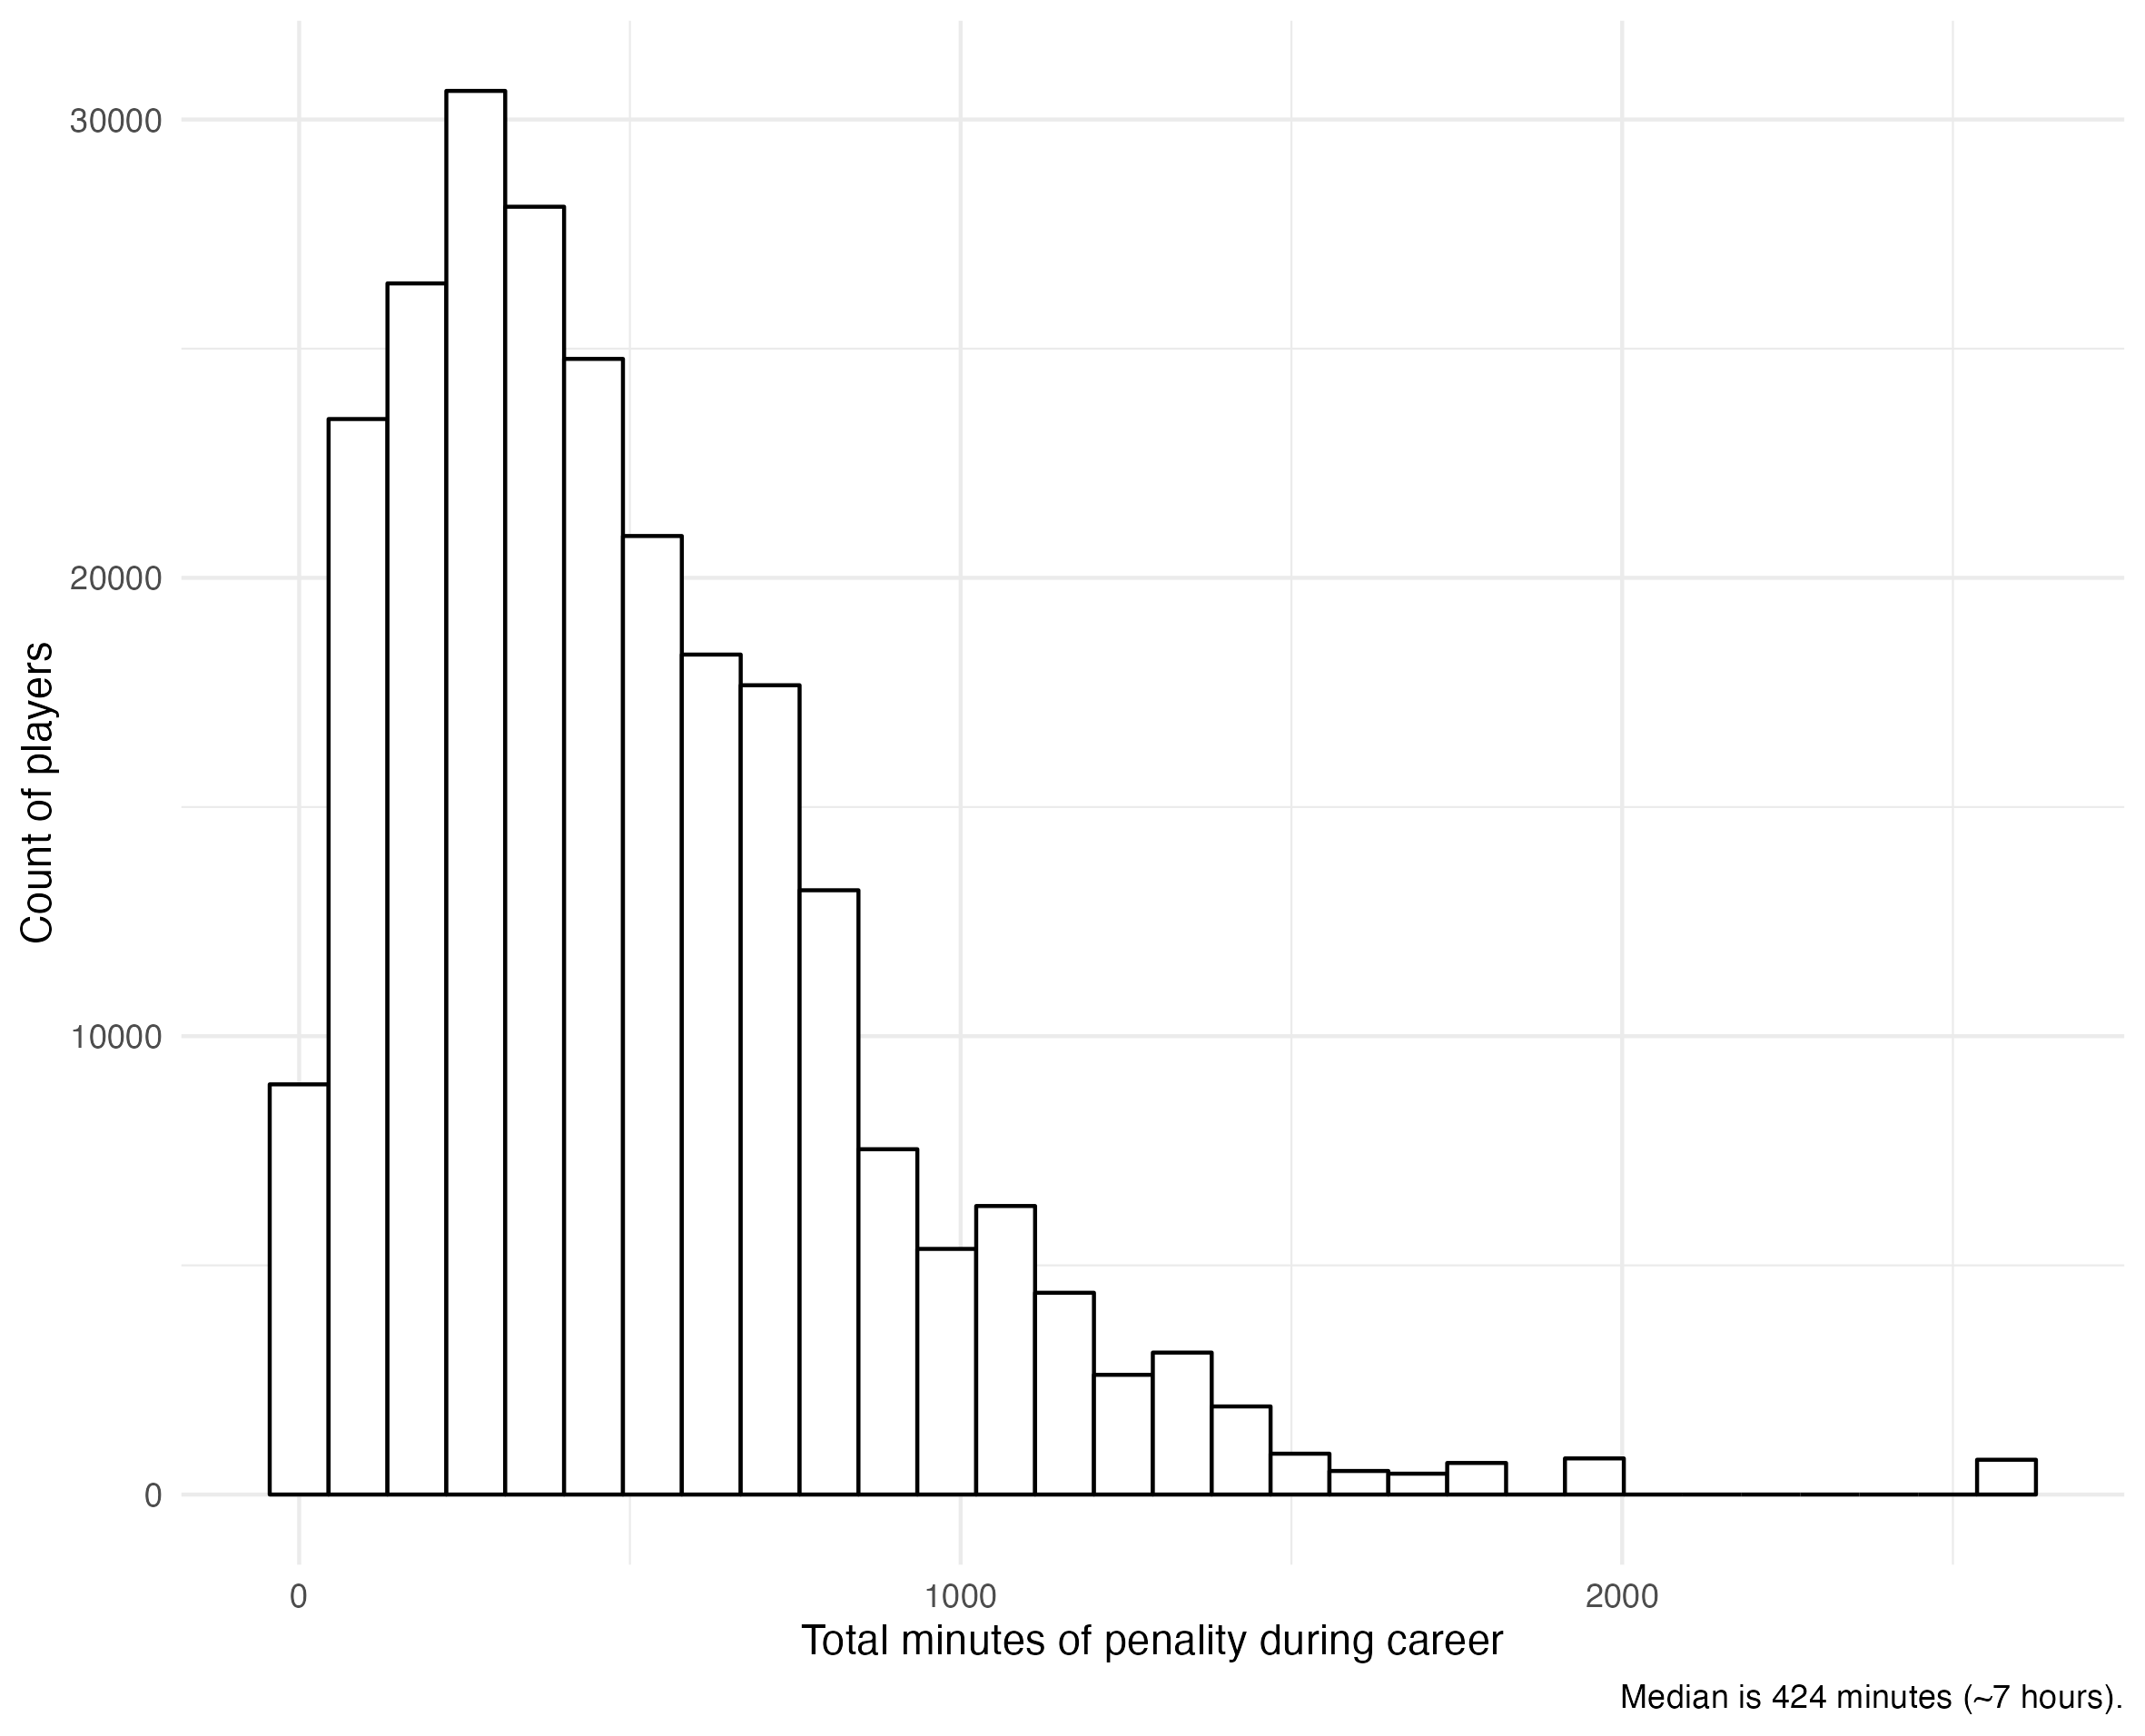 30000
20000
10000
0
Count of players
0
1000
2000
Total minutes of penality during career
Median is 424 minutes (~7 hours).